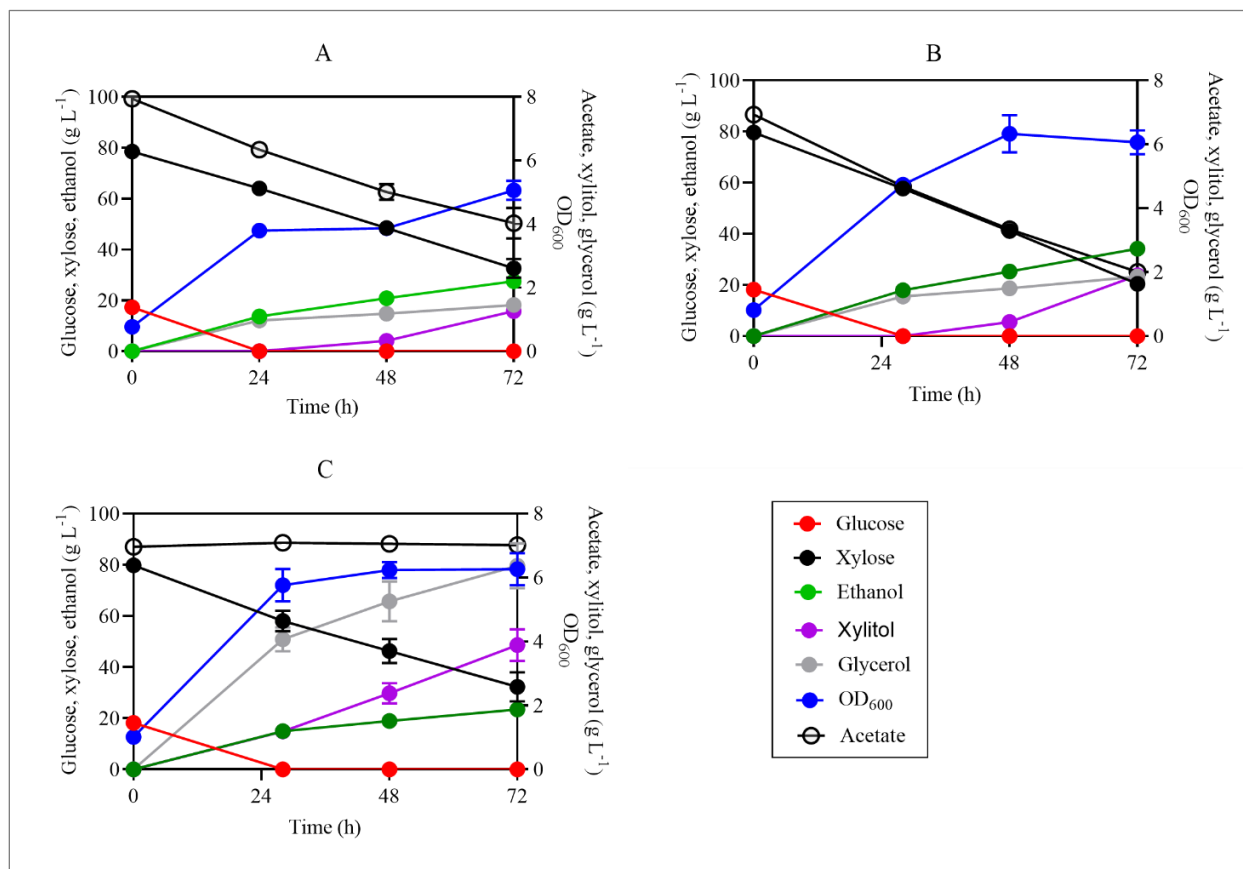 A
Glucose, xylose, ethanol (g L⁻¹)
100
80
60
40
20
0
8
6
4
2
0
Acetate, xylitol, glycerol (g L⁻¹)
OD₆₀₀
0
24
48
72
Time (h)
B
Glucose, xylose, ethanol (g L⁻¹)
100
80
60
40
20
0
8
6
4
2
0
Acetate, xylitol, glycerol (g L⁻¹)
OD₆₀₀
0
24
48
72
Time (h)
C
Glucose, xylose, ethanol (g L⁻¹)
100
80
60
40
20
0
8
6
4
2
0
Acetate, xylitol, glycerol (g L⁻¹)
OD₆₀₀
0
24
48
72
Time (h)
Glucose
Xylose
Ethanol
Xylitol
Glycerol
OD₆₀₀
Acetate